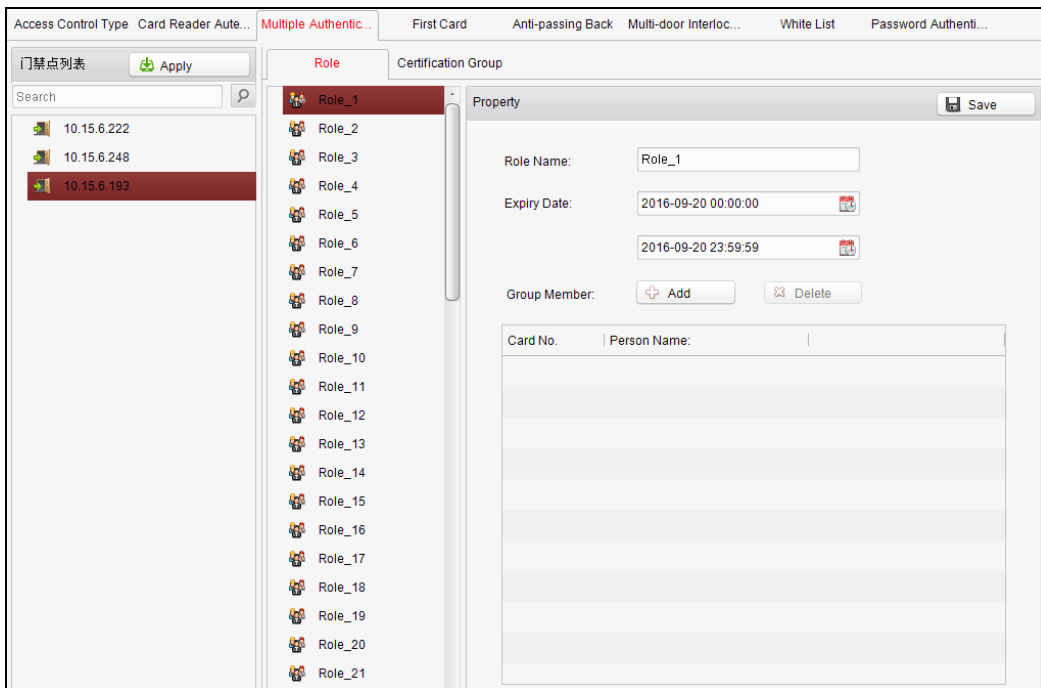 Access Control Type Card Reader Aute... Multiple Authentic... First Card Anti-passing Back Multi-door Interloc... White List Password Authenti...
门禁点列表 Apply
Search
10.15.6.222
10.15.6.248
10.15.6.193
Role Certification Group
Role_1
Role_2
Role_3
Role_4
Role_5
Role_6
Role_7
Role_8
Role_9
Role_10
Role_11
Role_12
Role_13
Role_14
Role_15
Role_16
Role_17
Role_18
Role_19
Role_20
Role_21
Property Save
Role Name: Role_1
Expiry Date: 2016-09-20 00:00:00
2016-09-20 23:59:59
Group Member: Add Delete
Card No. Person Name: